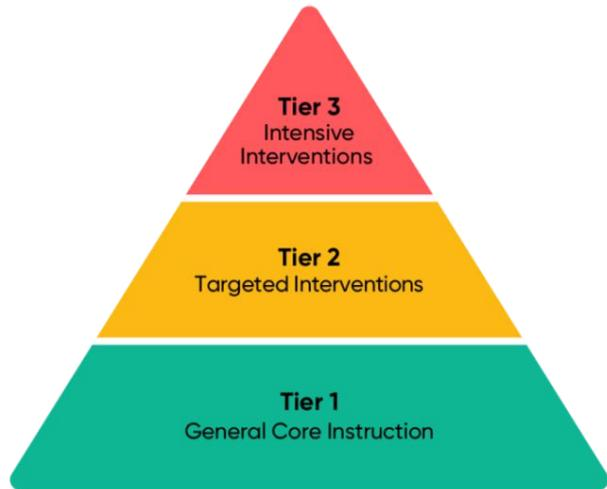 Tier 3
Intensive
Interventions
Tier 2
Targeted Interventions
Tier 1
General Core Instruction